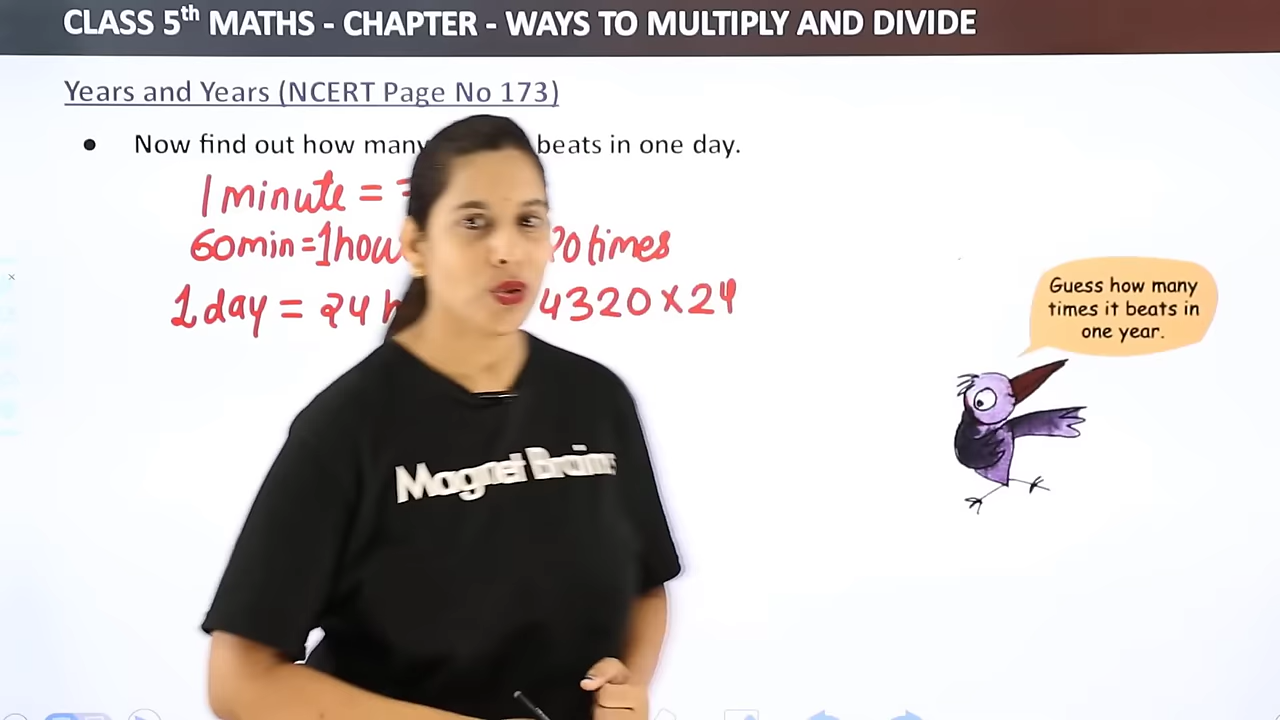 CLASS 5th MATHS - CHAPTER - WAYS TO MULTIPLY AND DIVIDE
Years and Years (NCERT Page No 173)
● Now find out how many beats in one day.
1 minute =
60min=1hou 20 times
1 day = 24 h 4320 × 24
Guess how many
times it beats in
one year.
Magnet Brains